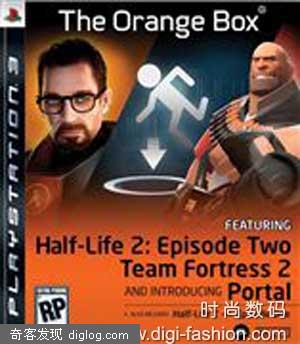 The Orange Box
PLAYSTATION 3
FEATURING
Half-Life 2: Episode Two
Team Fortress 2
AND INTRODUCING Portal
RP
时尚数码
奇客发现 diglog.com
www.digi-fashion.com